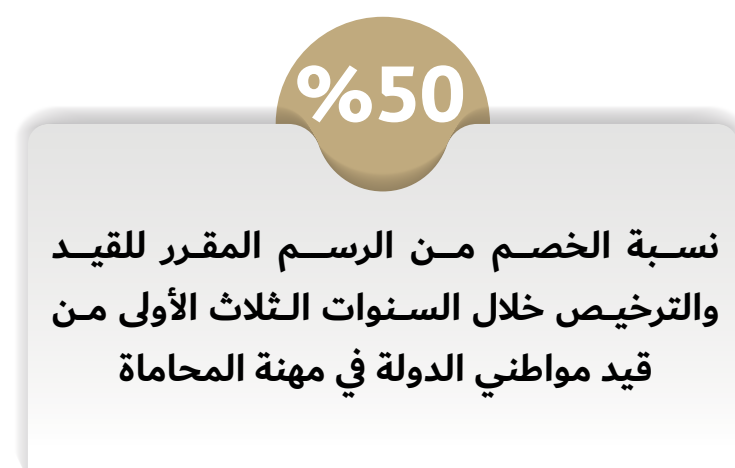 %50
نسبة الخصم من الرسم المقرر للقيد
والترخيص خلال السنوات الثلاث الأولى من
قيد مواطني الدولة في مهنة المحاماة